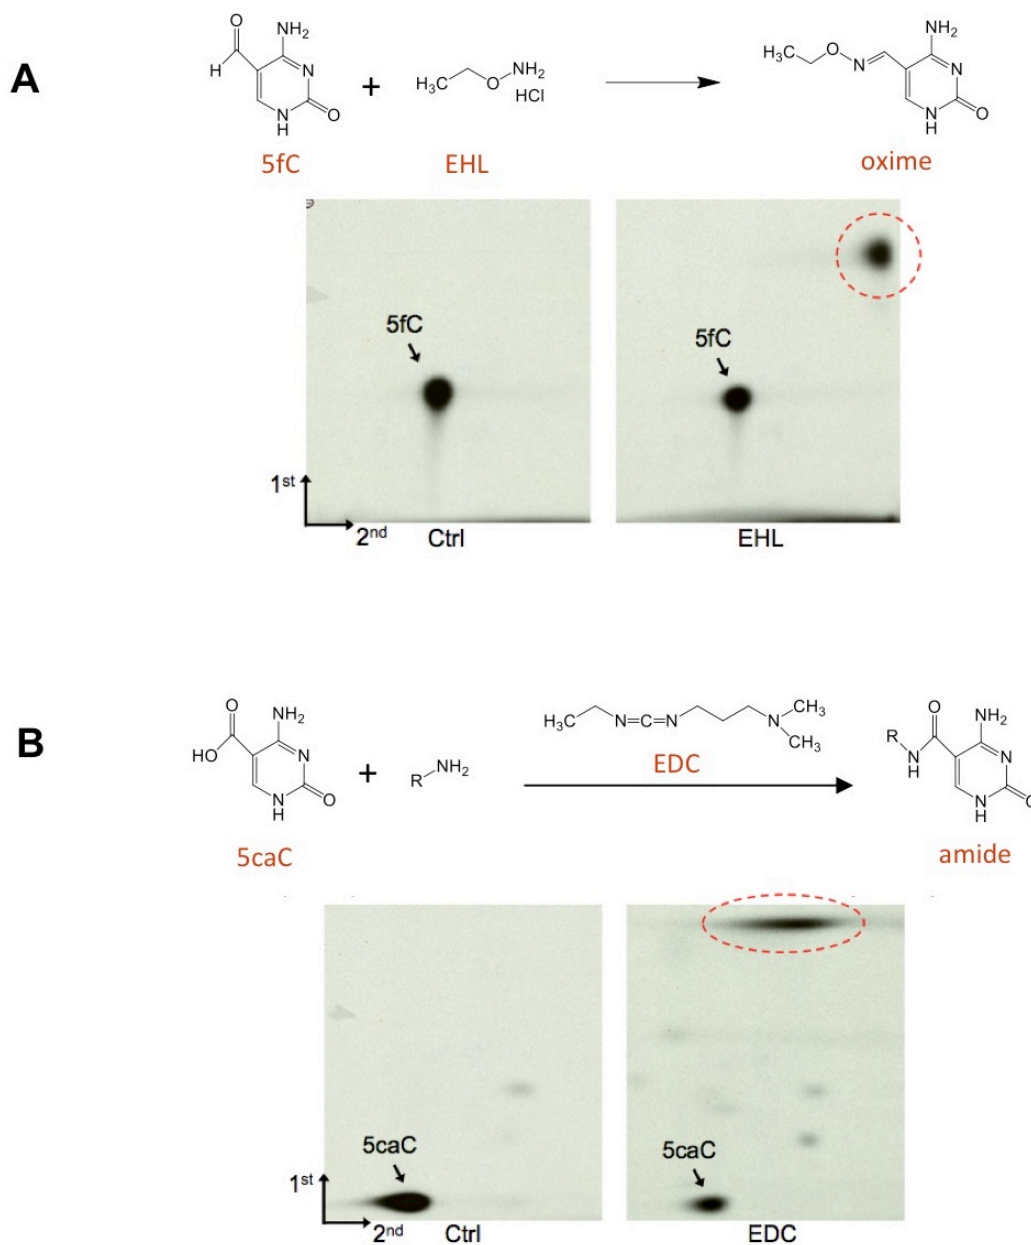 A
O
NH₂
H
N
N
H
O
5fC
+
H₃C
O
NH₂
HCl
EHL
H₃C
O
N
NH₂
N
N
H
O
oxime
5fC
5fC
1st
2nd
Ctrl
EHL
B
O
NH₂
HO
N
N
H
O
5caC
+
R
NH₂
H₃C
N=C=N
N
CH₃
CH₃
EDC
O
NH₂
R
N
H
N
N
H
O
amide
5caC
5caC
1st
2nd
Ctrl
EDC